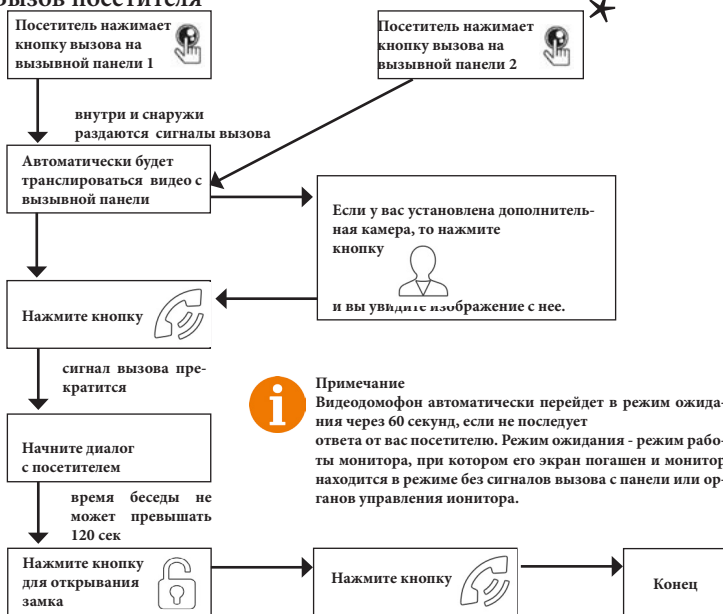 Вызов посетителя
Посетитель нажимает
кнопку вызова на
вызывной панели 1
Посетитель нажимает
кнопку вызова на
вызывной панели 2
внутри и снаружи
раздаются сигналы вызова
Автоматически будет
транслироваться видео с
вызывной панели
Если у вас установлена дополнитель-
ная камера, то нажмите
кнопку
и вы увидите изображение с нее.
Нажмите кнопку
сигнал вызова пре-
кратится
Примечание
Видеодомофон автоматически перейдет в режим ожида-
ния через 60 секунд, если не последует
ответа от вас посетителю. Режим ожидания - режим рабо-
ты монитора, при котором его экран погашен и монитор
находится в режиме без сигналов вызова с панели или ор-
ганов управления ионитора.
Начните диалог
с посетителем
время беседы не
может превышать
120 сек
Нажмите кнопку
для открывания
замка
Нажмите кнопку
Конец